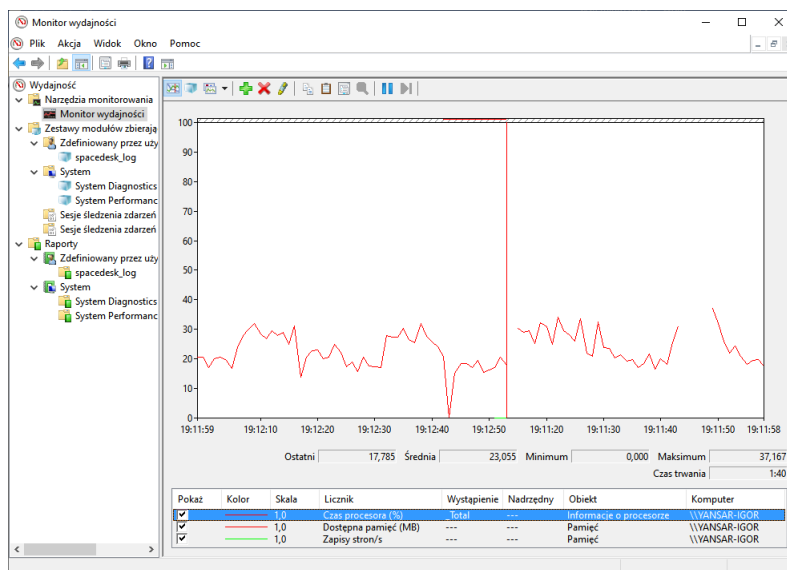 Monitor wydajności
Plik Akcja Widok Okno Pomoc
Wydajność
Narzędzia monitorowania
Monitor wydajności
Zestawy modułów zbierają
Zdefiniowany przez uży
spacedesk_log
System
System Diagnostics
System Performanc
Sesje śledzenia zdarzeń
Sesje śledzenia zdarzeń
Raporty
Zdefiniowany przez uży
spacedesk_log
System
System Diagnostics
System Performanc
100
90
80
70
60
50
40
30
20
10
0
19:11:59 19:12:10 19:12:20 19:12:30 19:12:40 19:12:50 19:11:20 19:11:30 19:11:40 19:11:50 19:11:58
Ostatni 17,785 Średnia 23,055 Minimum 0,000 Maksimum 37,167
Czas trwania 1:40
Pokaż Kolor Skala Licznik Wystąpienie Nadrzędny Obiekt Komputer
1,0 Czas procesora (%) _Total --- Informacje o procesorze \\YANSAR-IGOR
1,0 Dostępna pamięć (MB) --- --- Pamięć \\YANSAR-IGOR
1,0 Zapisy stron/s --- --- Pamięć \\YANSAR-IGOR